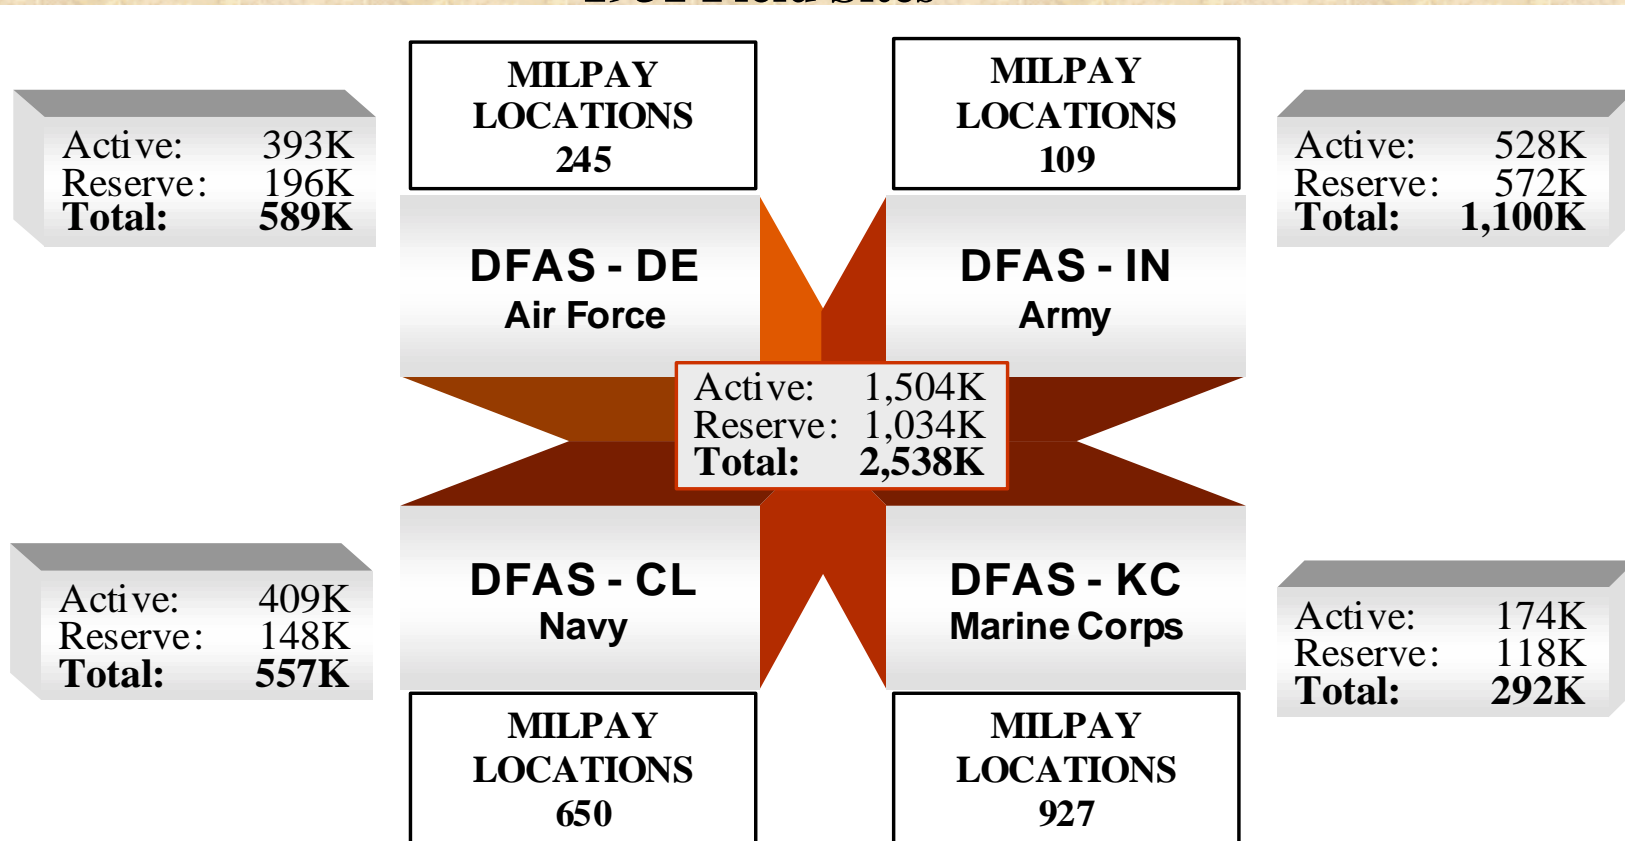 1931 Field Sites
MILPAY
LOCATIONS
245
MILPAY
LOCATIONS
109
Active: 393K
Reserve: 196K
Total: 589K
Active: 528K
Reserve: 572K
Total: 1,100K
DFAS - DE
Air Force
DFAS - IN
Army
Active: 1,504K
Reserve: 1,034K
Total: 2,538K
DFAS - CL
Navy
DFAS - KC
Marine Corps
Active: 409K
Reserve: 148K
Total: 557K
Active: 174K
Reserve: 118K
Total: 292K
MILPAY
LOCATIONS
650
MILPAY
LOCATIONS
927